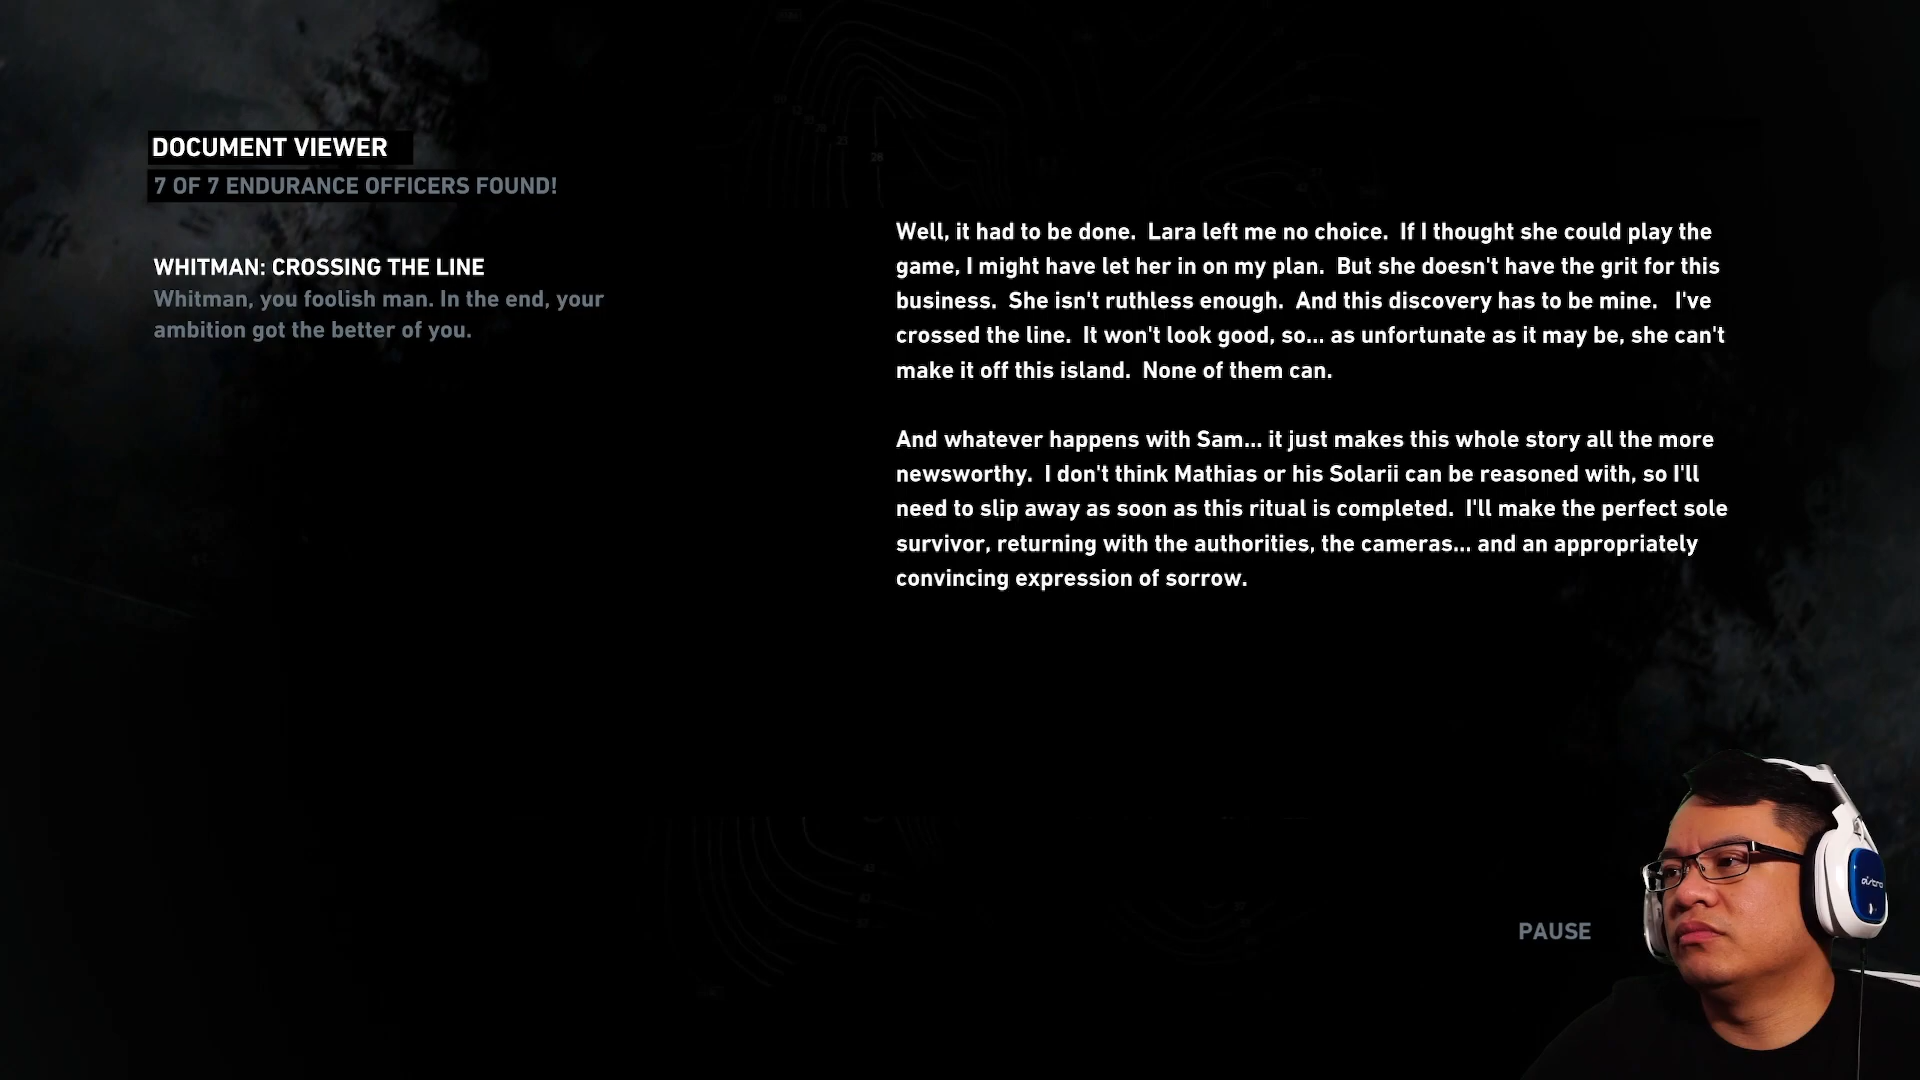 DOCUMENT VIEWER
7 OF 7 ENDURANCE OFFICERS FOUND!
WHITMAN: CROSSING THE LINE
Whitman, you foolish man. In the end, your
ambition got the better of you.
Well, it had to be done. Lara left me no choice. If I thought she could play the
game, I might have let her in on my plan. But she doesn't have the grit for this
business. She isn't ruthless enough. And this discovery has to be mine. I've
crossed the line. It won't look good, so... as unfortunate as it may be, she can't
make it off this island. None of them can.
And whatever happens with Sam... it just makes this whole story all the more
newsworthy. I don't think Mathias or his Solarii can be reasoned with, so I'll
need to slip away as soon as this ritual is completed. I'll make the perfect sole
survivor, returning with the authorities, the cameras... and an appropriately
convincing expression of sorrow.
PAUSE
astro